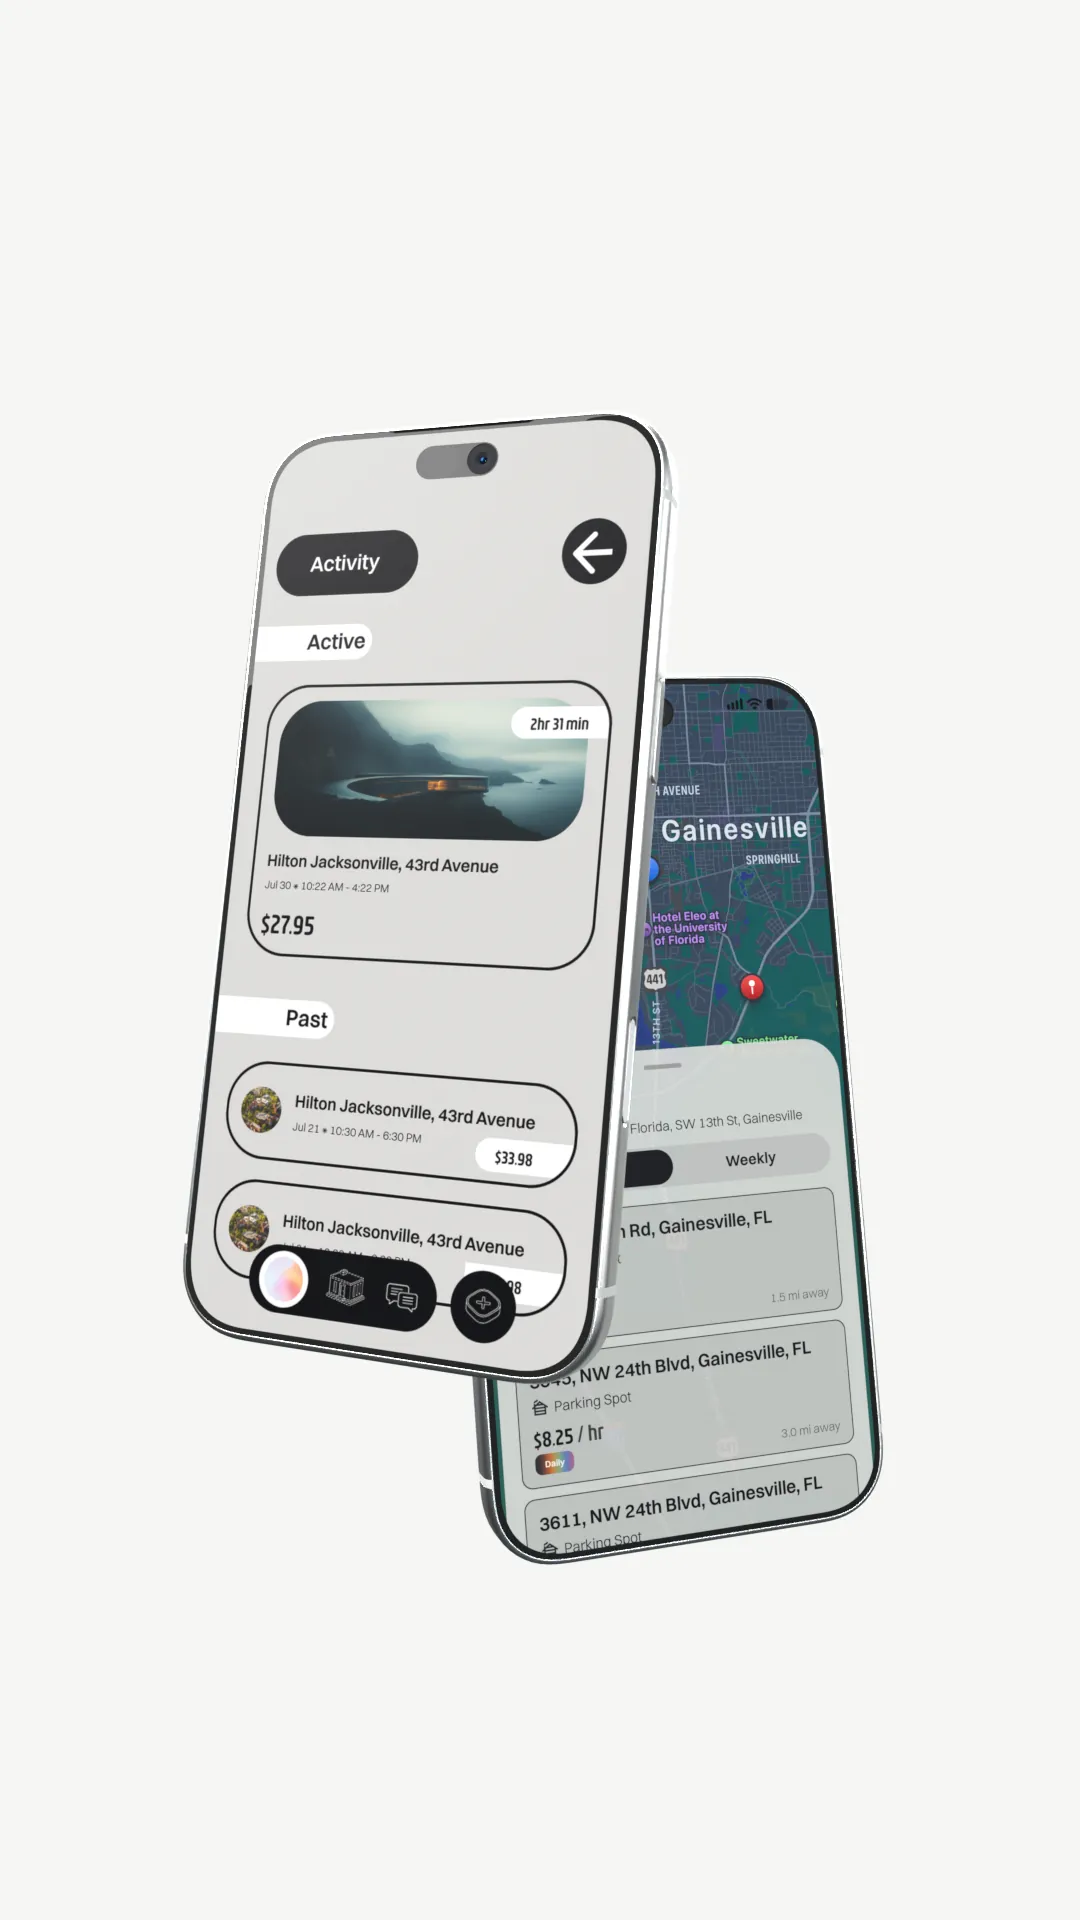 Activity
Active
2hr 31 min
Hilton Jacksonville, 43rd Avenue
Jul 30 • 10:22 AM - 4:22 PM
$27.95
Past
Hilton Jacksonville, 43rd Avenue
Jul 21 • 10:30 AM - 6:30 PM
$33.98
Hilton Jacksonville, 43rd Avenue
98
AVENUE
Gainesville
SPRINGHILL
Hotel Eleo at
the University
of Florida
441
13TH ST
Sweetwater
Florida, SW 13th St, Gainesville
Weekly
Rd, Gainesville, FL
1.5 mi away
NW 24th Blvd, Gainesville, FL
Parking Spot
$8.25 / hr
3.0 mi away
Daily
3611, NW 24th Blvd, Gainesville, FL
Parking Spot